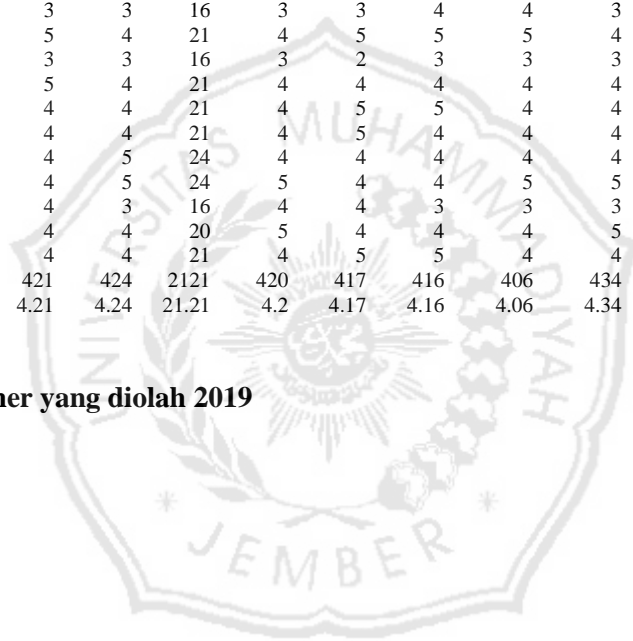 3 3 16 3 3 4 4 3
5 4 21 4 5 5 5 4
3 3 16 3 2 3 3 3
5 4 21 4 4 4 4 4
4 4 21 4 5 5 4 4
4 4 21 4 5 4 4 4
4 5 24 4 4 4 4 4
4 5 24 5 4 4 5 5
4 3 16 4 4 3 3 3
4 4 20 5 4 4 4 5
4 4 21 4 5 5 4 4
421 424 2121 420 417 416 406 434
4.21 4.24 21.21 4.2 4.17 4.16 4.06 4.34
ner yang diolah 2019
UNIVERSITAS MUHAMMADIYAH
JEMBER